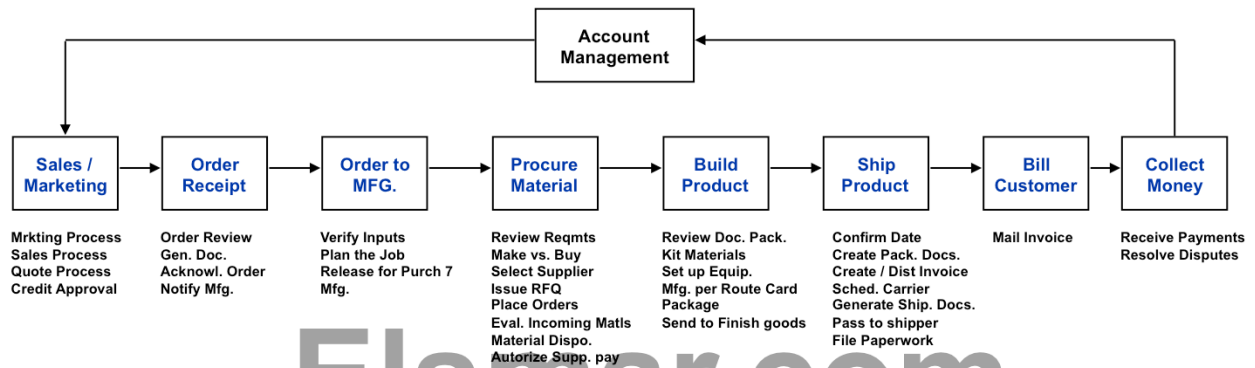 Account
Management
Sales /
Marketing
Order
Receipt
Order to
MFG.
Procure
Material
Build
Product
Ship
Product
Bill
Customer
Collect
Money
Mrkting Process
Sales Process
Quote Process
Credit Approval
Order Review
Gen. Doc.
Acknowl. Order
Notify Mfg.
Verify Inputs
Plan the Job
Release for Purch 7
Mfg.
Review Reqmts
Make vs. Buy
Select Supplier
Issue RFQ
Place Orders
Eval. Incoming Matls
Material Dispo.
Autorize Supp. pay
Review Doc. Pack.
Kit Materials
Set up Equip.
Mfg. per Route Card
Package
Send to Finish goods
Confirm Date
Create Pack. Docs.
Create / Dist Invoice
Sched. Carrier
Generate Ship. Docs.
Pass to shipper
File Paperwork
Mail Invoice
Receive Payments
Resolve Disputes